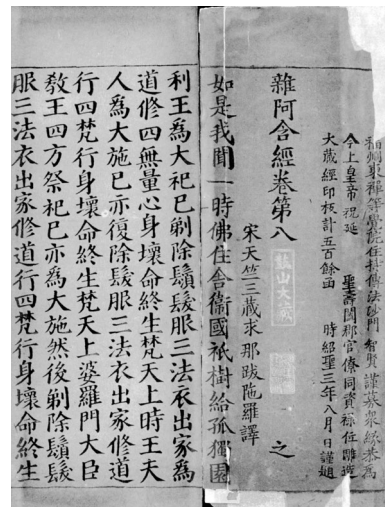 福州東禪等覺院住持傳法沙門 智賢 謹募衆緣恭為
今上皇帝祝延 聖壽闔郡官僚同資祿位雕造
大藏經印板計五百餘函 時紹聖三年八月日謹題
雜阿含經卷第八 之
鼓山大藏
宋天竺三藏求那跋陁羅譯
如是我聞一時佛住舍衛國祇樹給孤獨園
利王為大祀已剃除鬚髮服三法衣出家為
道修四無量心身壞命終生梵天上時王夫
人為大施已亦復除鬚髮服三法衣出家修道
行四梵行身壞命終生梵天上婆羅門大臣
教王四方祭祀已亦為大施然後剃除鬚髮
服三法衣出家修道行四梵行身壞命終生